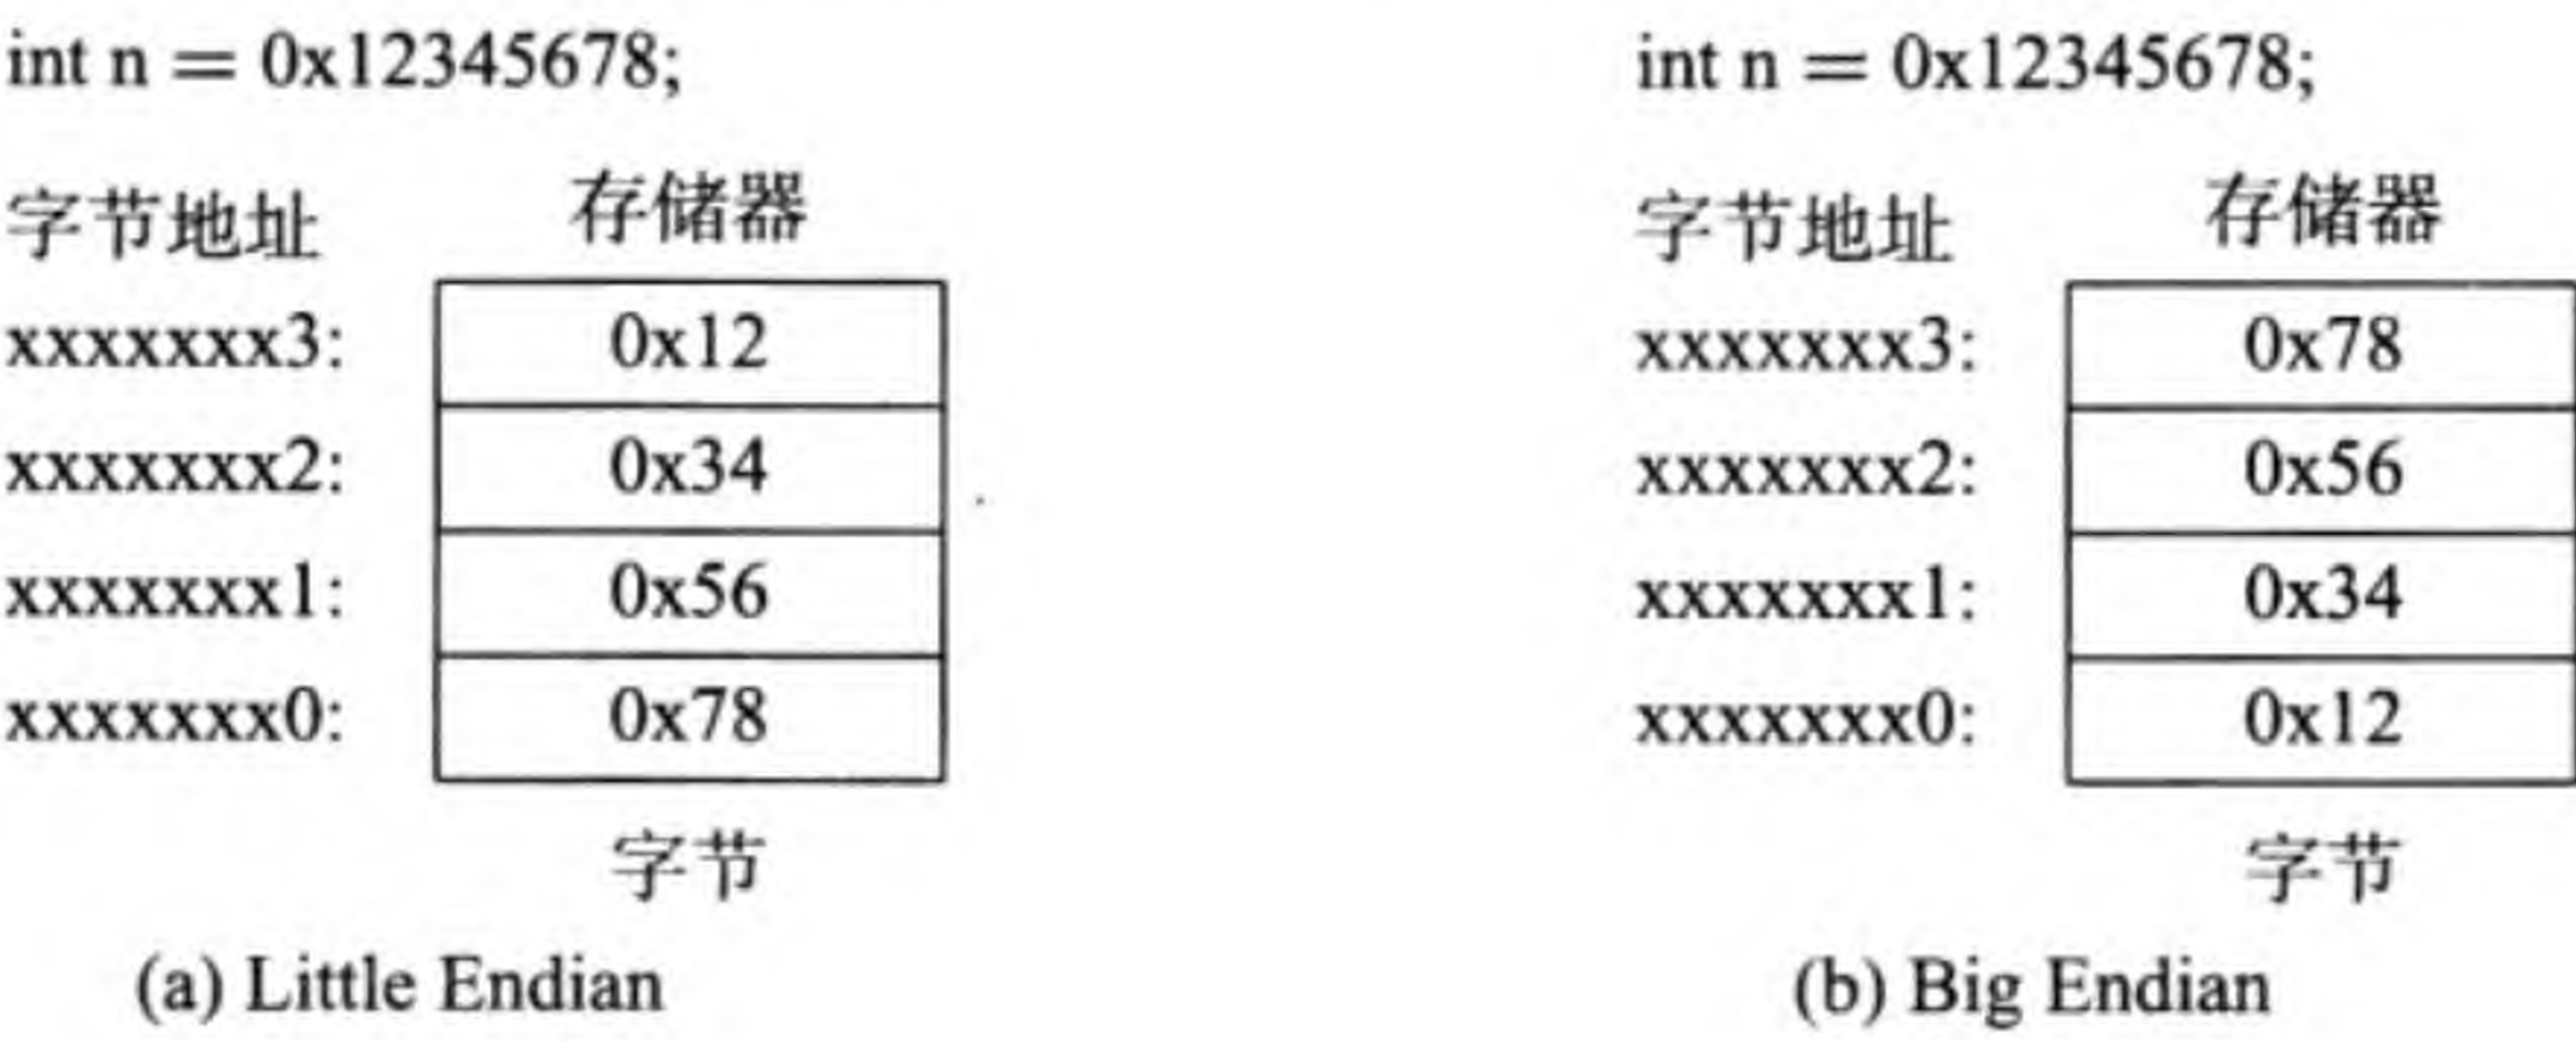 int n = 0x12345678;
字节地址 存储器
xxxxxxx3: 0x12
xxxxxxx2: 0x34
xxxxxxx1: 0x56
xxxxxxx0: 0x78
字节
(a) Little Endian
int n = 0x12345678;
字节地址 存储器
xxxxxxx3: 0x78
xxxxxxx2: 0x56
xxxxxxx1: 0x34
xxxxxxx0: 0x12
字节
(b) Big Endian